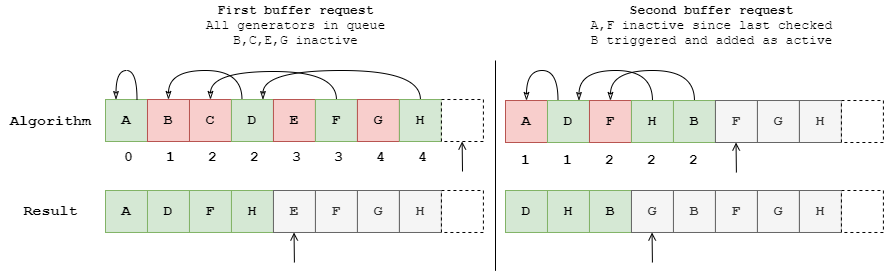 First buffer request
All generators in queue
B,C,E,G inactive
Second buffer request
A,F inactive since last checked
B triggered and added as active
Algorithm
A B C D E F G H
0 1 2 2 3 3 4 4
A D F H B F G H
1 1 2 2 2
Result
A D F H E F G H
D H B G B F G H